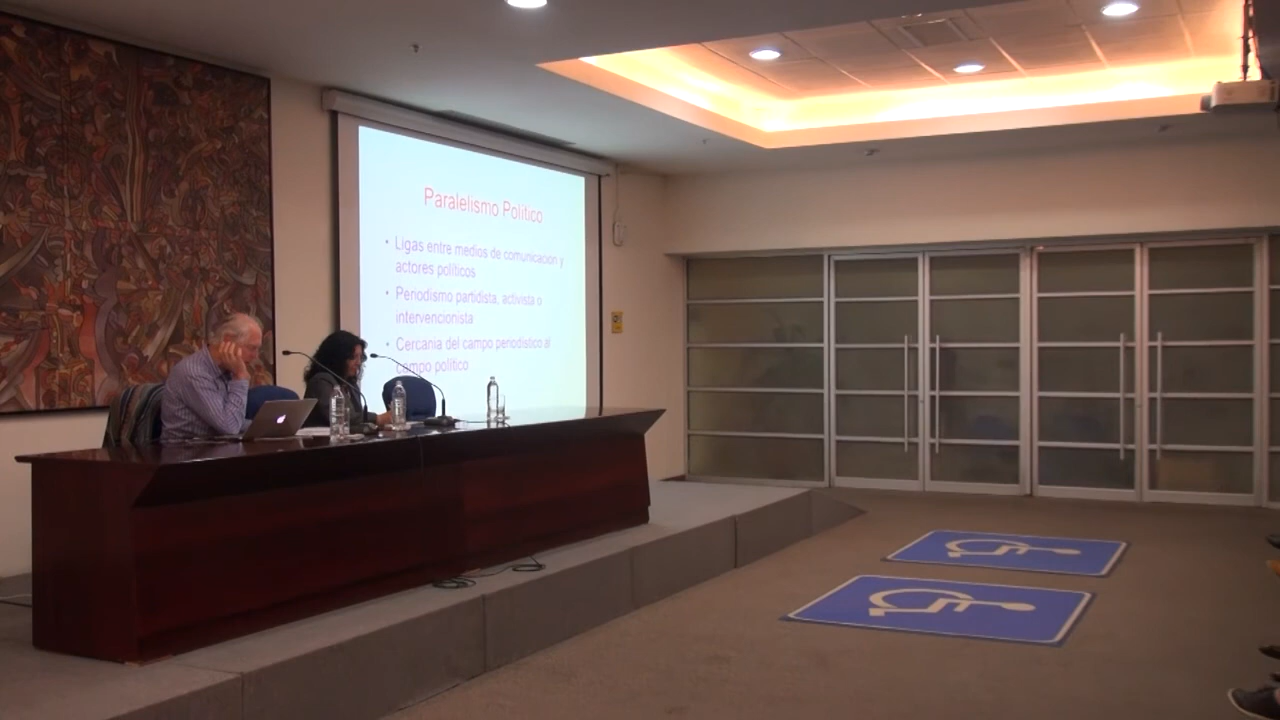 Paralelismo Político
• Ligas entre medios de comunicación y
actores políticos
• Periodismo partidista, activista o
intervencionista
• Cercanía del campo periodístico al
campo político